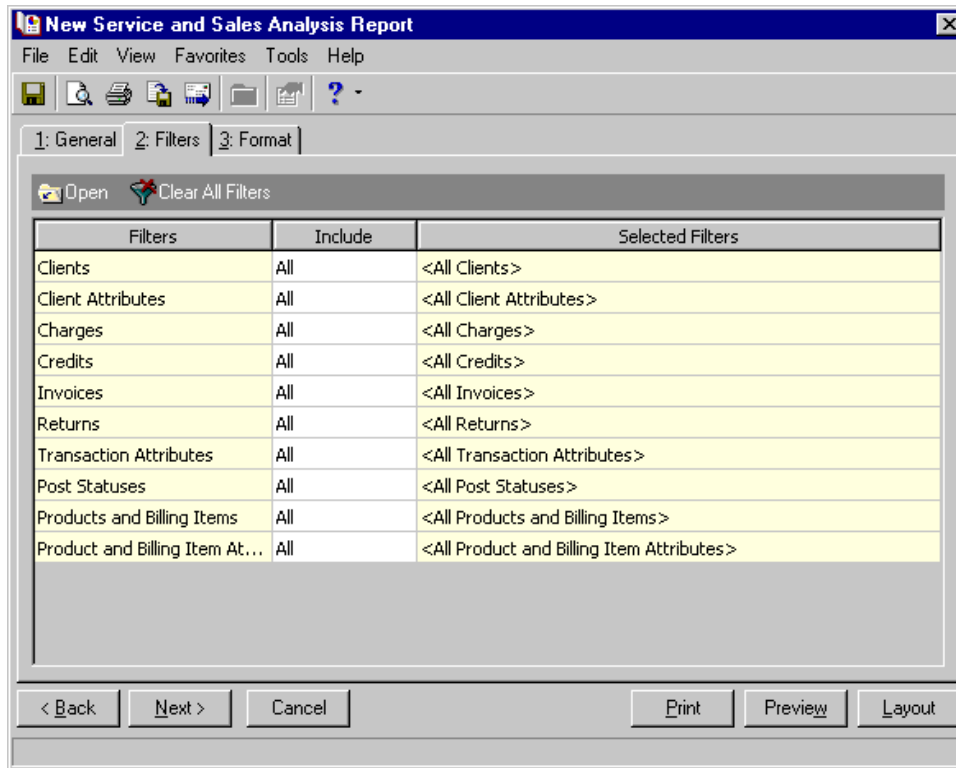 New Service and Sales Analysis Report
File Edit View Favorites Tools Help
1: General 2: Filters 3: Format
Open Clear All Filters
Filters Include Selected Filters
Clients All <All Clients>
Client Attributes All <All Client Attributes>
Charges All <All Charges>
Credits All <All Credits>
Invoices All <All Invoices>
Returns All <All Returns>
Transaction Attributes All <All Transaction Attributes>
Post Statuses All <All Post Statuses>
Products and Billing Items All <All Products and Billing Items>
Product and Billing Item At... All <All Product and Billing Item Attributes>
< Back Next > Cancel Print Preview Layout